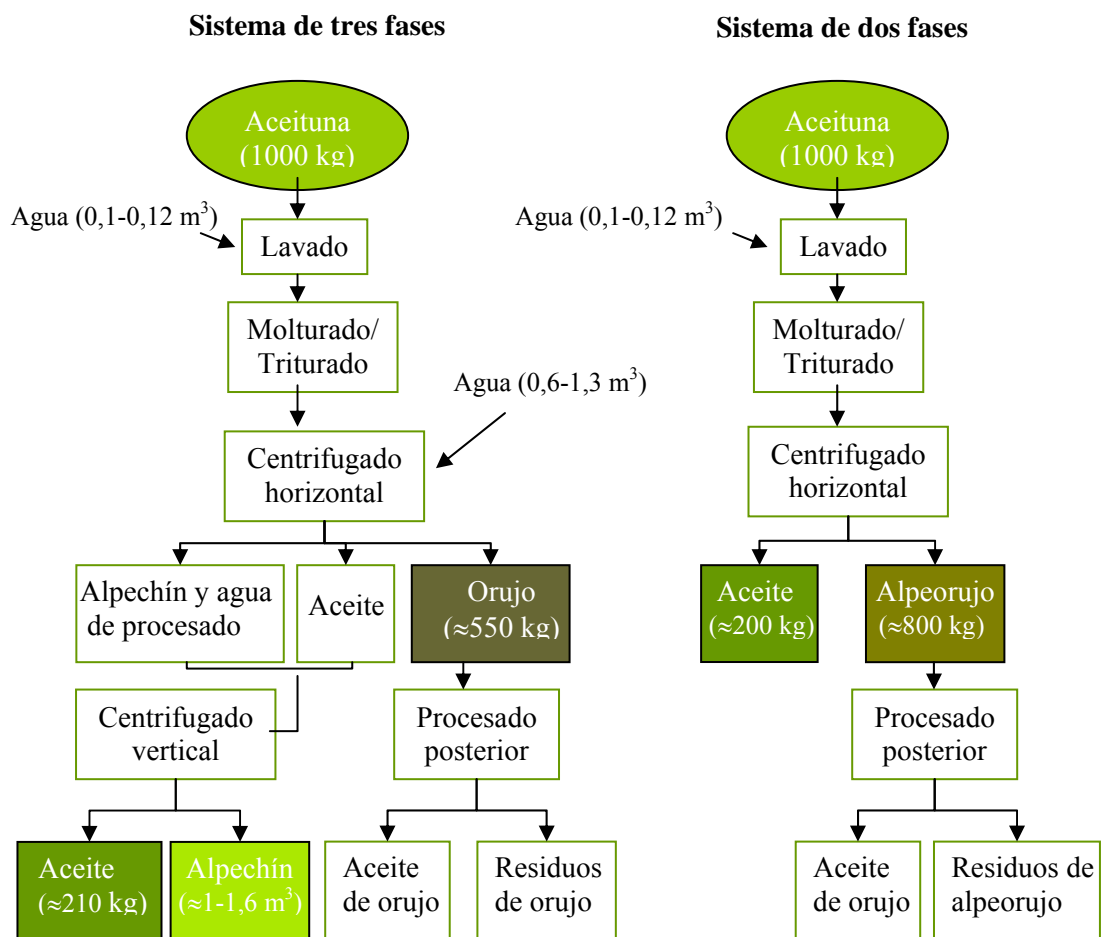 Sistema de tres fases
Aceituna
(1000 kg)
Agua (0,1-0,12 m³)
Lavado
Molturado/
Triturado
Agua (0,6-1,3 m³)
Centrifugado
horizontal
Alpechín y agua
de procesado
Aceite
Orujo
(≈550 kg)
Centrifugado
vertical
Procesado
posterior
Aceite
(≈210 kg)
Alpechín
(≈1-1,6 m³)
Aceite
de orujo
Residuos
de orujo
Sistema de dos fases
Aceituna
(1000 kg)
Agua (0,1-0,12 m³)
Lavado
Molturado/
Triturado
Centrifugado
horizontal
Aceite
(≈200 kg)
Alpeorujo
(≈800 kg)
Procesado
posterior
Aceite
de orujo
Residuos de
alpeorujo